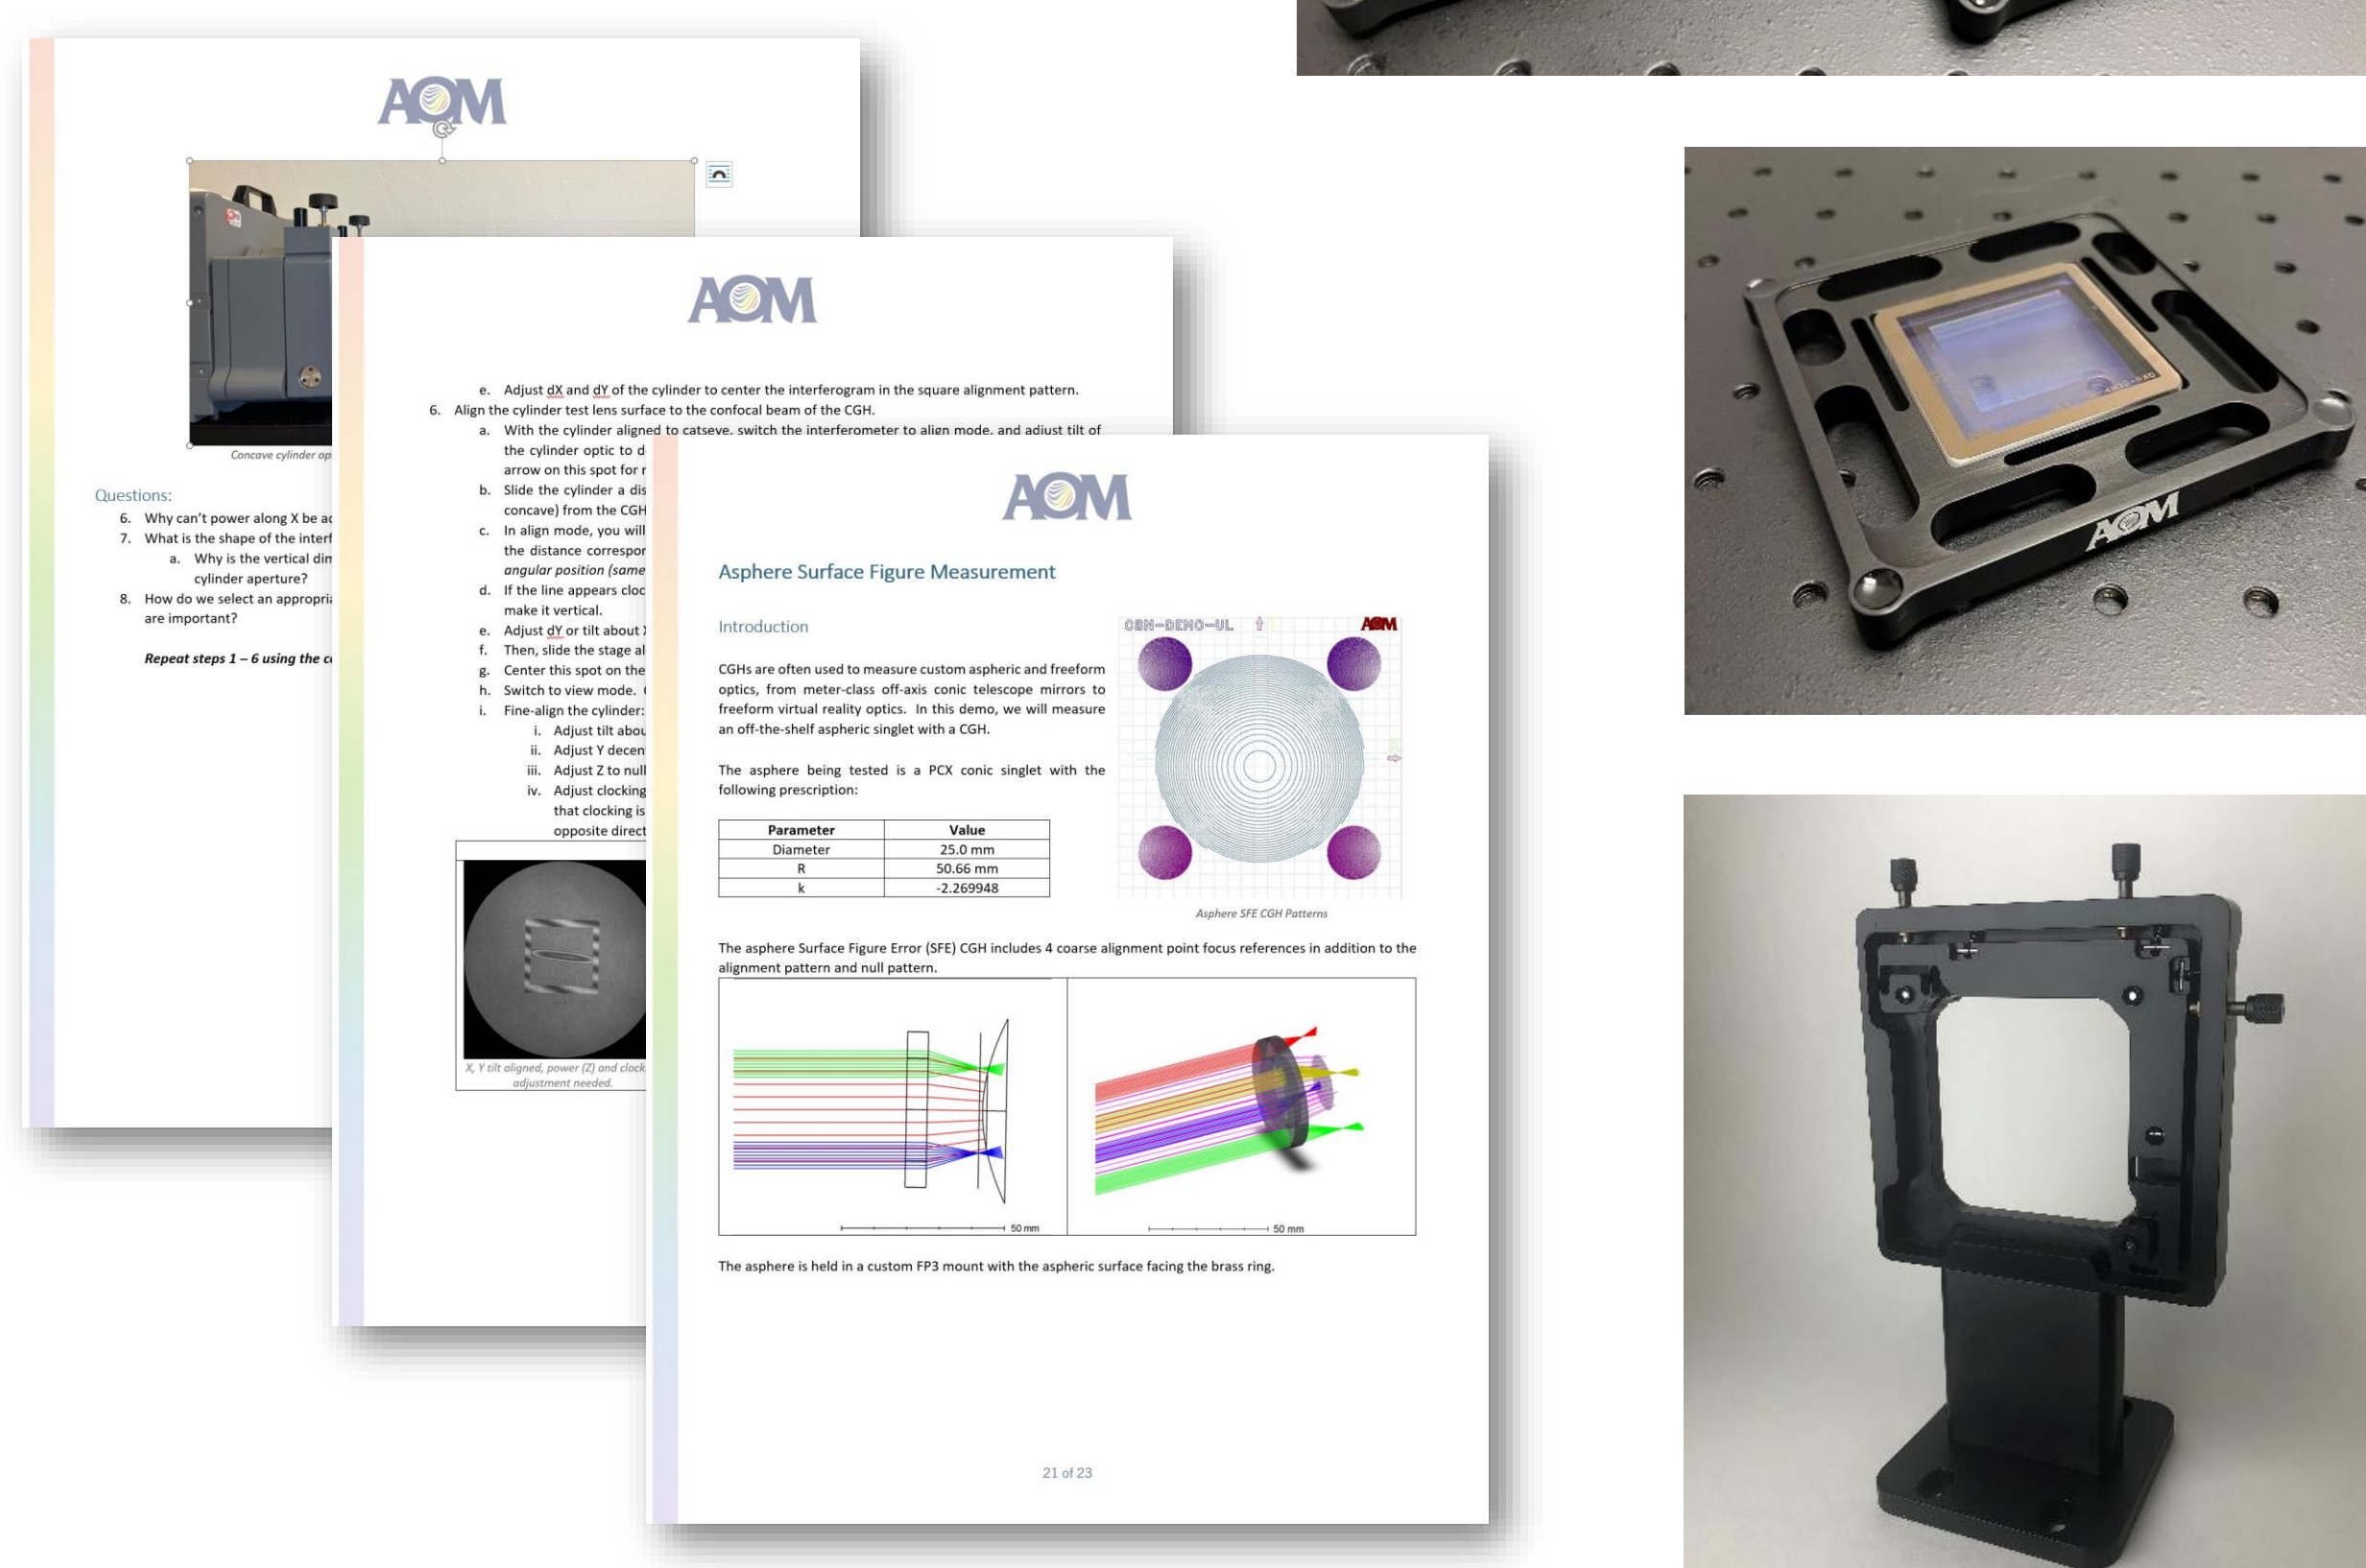 AOM
Concave cylinder
Questions:
6. Why can't power along X be
7. What is the shape of the
a. Why is the vertical
cylinder aperture?
8. How do we select an
are important?
Repeat steps 1 – 6 using the
AOM
e. Adjust dX and dY of the cylinder to center the interferogram in the square alignment pattern.
6. Align the cylinder test lens surface to the confocal beam of the CGH.
a. With the cylinder aligned to catseye, switch the interferometer to align mode, and adjust tilt of
the cylinder optic to
arrow on this spot for
b. Slide the cylinder a
concave) from the CGH
c. In align mode, you will
the distance
angular position (same
d. If the line appears
make it vertical.
e. Adjust dY or tilt about
f. Then, slide the stage
g. Center this spot on the
h. Switch to view mode.
i. Fine-align the cylinder:
i. Adjust tilt
ii. Adjust Y
iii. Adjust Z to null
iv. Adjust clocking
that clocking is
opposite
X, Y tilt aligned, power (Z) and
adjustment needed.
AOM
Asphere Surface Figure Measurement
Introduction
CGHs are often used to measure custom aspheric and freeform
optics, from meter-class off-axis conic telescope mirrors to
freeform virtual reality optics. In this demo, we will measure
an off-the-shelf aspheric singlet with a CGH.
The asphere being tested is a PCX conic singlet with the
following prescription:
Parameter Value
Diameter 25.0 mm
R 50.66 mm
k -2.269948
CBN-DEMO-UL AOM
Asphere SFE CGH Patterns
The asphere Surface Figure Error (SFE) CGH includes 4 coarse alignment point focus references in addition to the
alignment pattern and null pattern.
50 mm
50 mm
The asphere is held in a custom FP3 mount with the aspheric surface facing the brass ring.
21 of 23
AOM